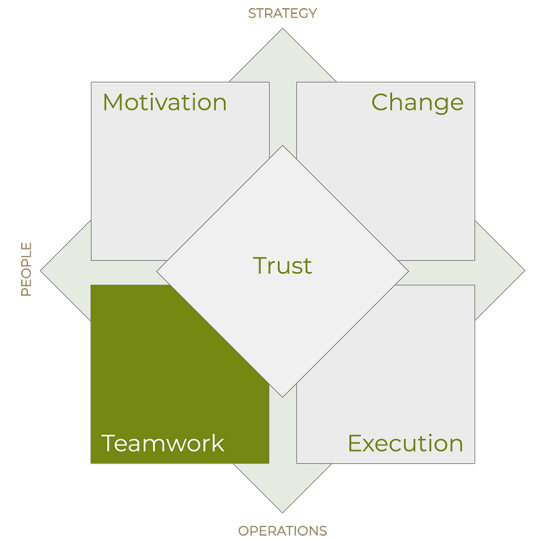 STRATEGY
Motivation
Change
PEOPLE
Trust
Teamwork
Execution
OPERATIONS